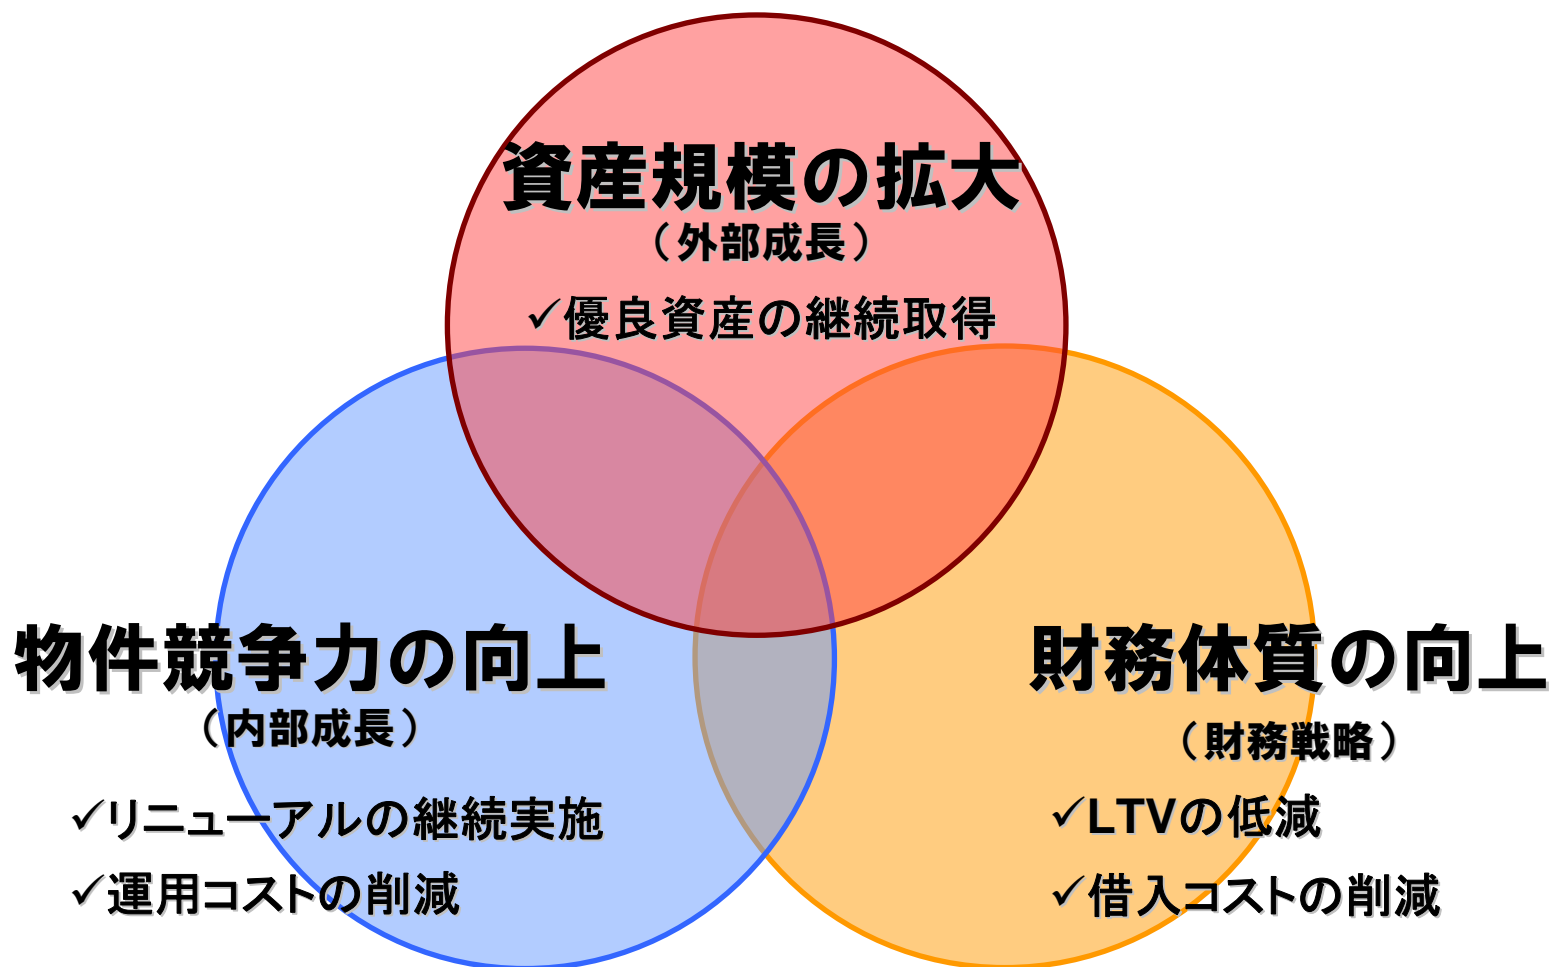 資産規模の拡大
（外部成長）
✓優良資産の継続取得
物件競争力の向上
（内部成長）
✓リニューアルの継続実施
✓運用コストの削減
財務体質の向上
（財務戦略）
✓LTVの低減
✓借入コストの削減